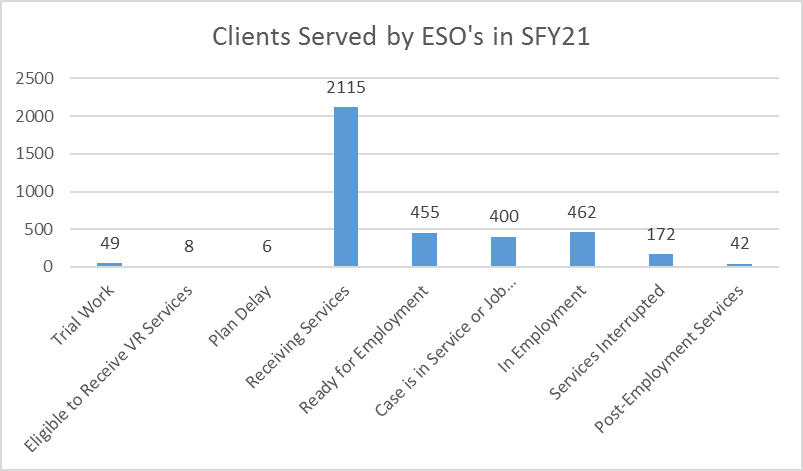 Clients Served by ESO's in SFY21
2500
2000
1500
1000
500
0
49
8
6
2115
455
400
462
172
42
Trial Work
Eligible to Receive VR Services
Plan Delay
Receiving Services
Ready for Employment
Case is in Service or Job...
In Employment
Services Interrupted
Post-Employment Services